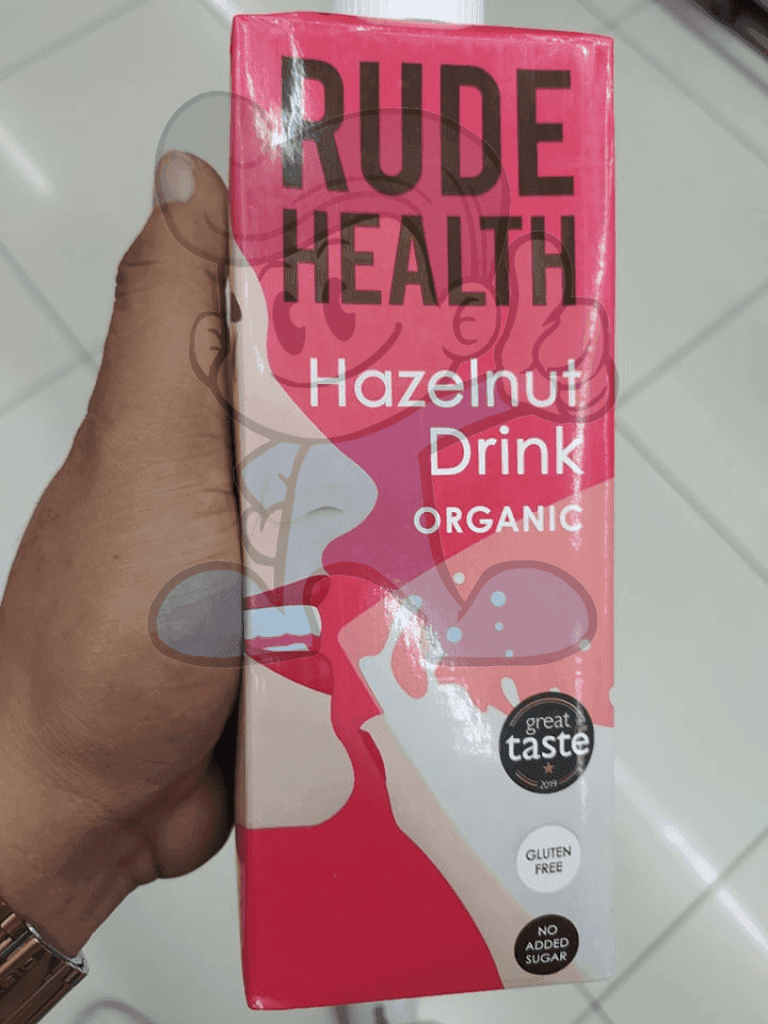 RUDE
HEALTH
Hazelnut
Drink
ORGANIC
great
taste
2019
GLUTEN
FREE
NO
ADDED
SUGAR